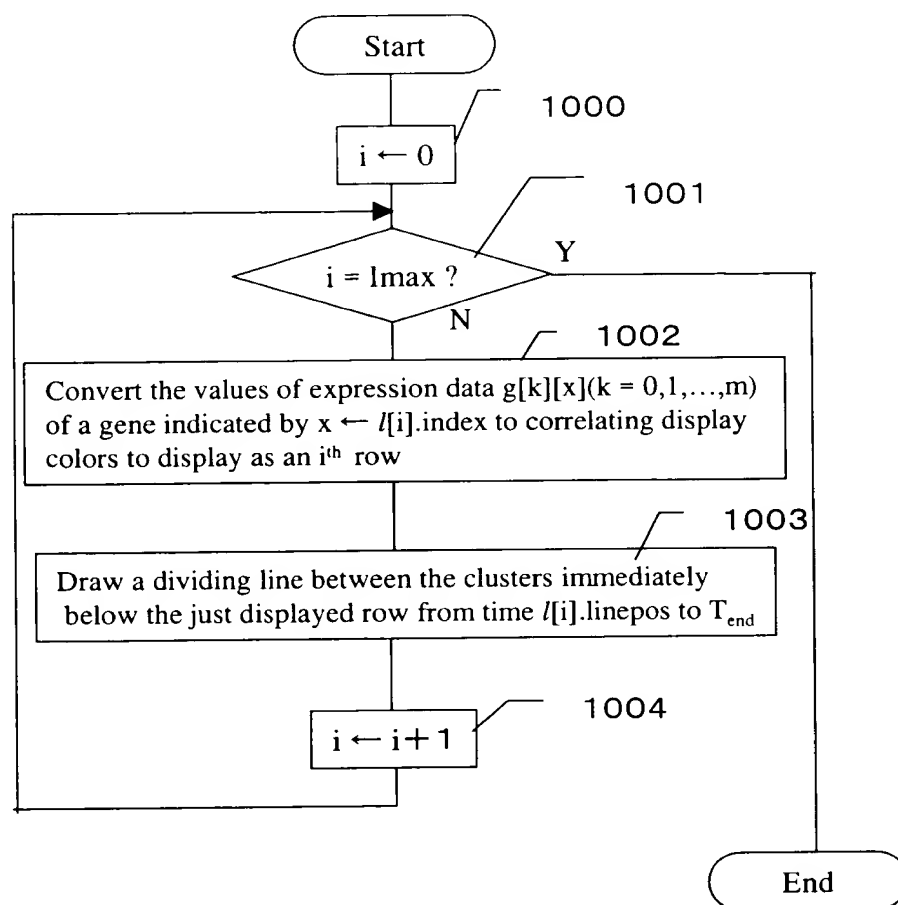 Start
1000
i ← 0
1001
i = lmax ?
Y
N
1002
Convert the values of expression data g[k][x](k = 0,1,...,m)
of a gene indicated by x ← l[i].index to correlating display
colors to display as an ith row
1003
Draw a dividing line between the clusters immediately
below the just displayed row from time l[i].linepos to Tend
1004
i ← i+1
End